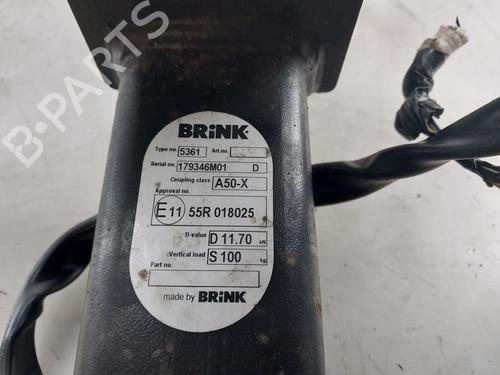 BRINK
Type no. 5361 Art.no.
Serial no. 179346M01 D
Coupling class A50-X
Approval no.
E11 55R 018025
D-value D 11.70 kN
Vertical load S 100 kg
Part no.
made by BRINK
B-PARTS